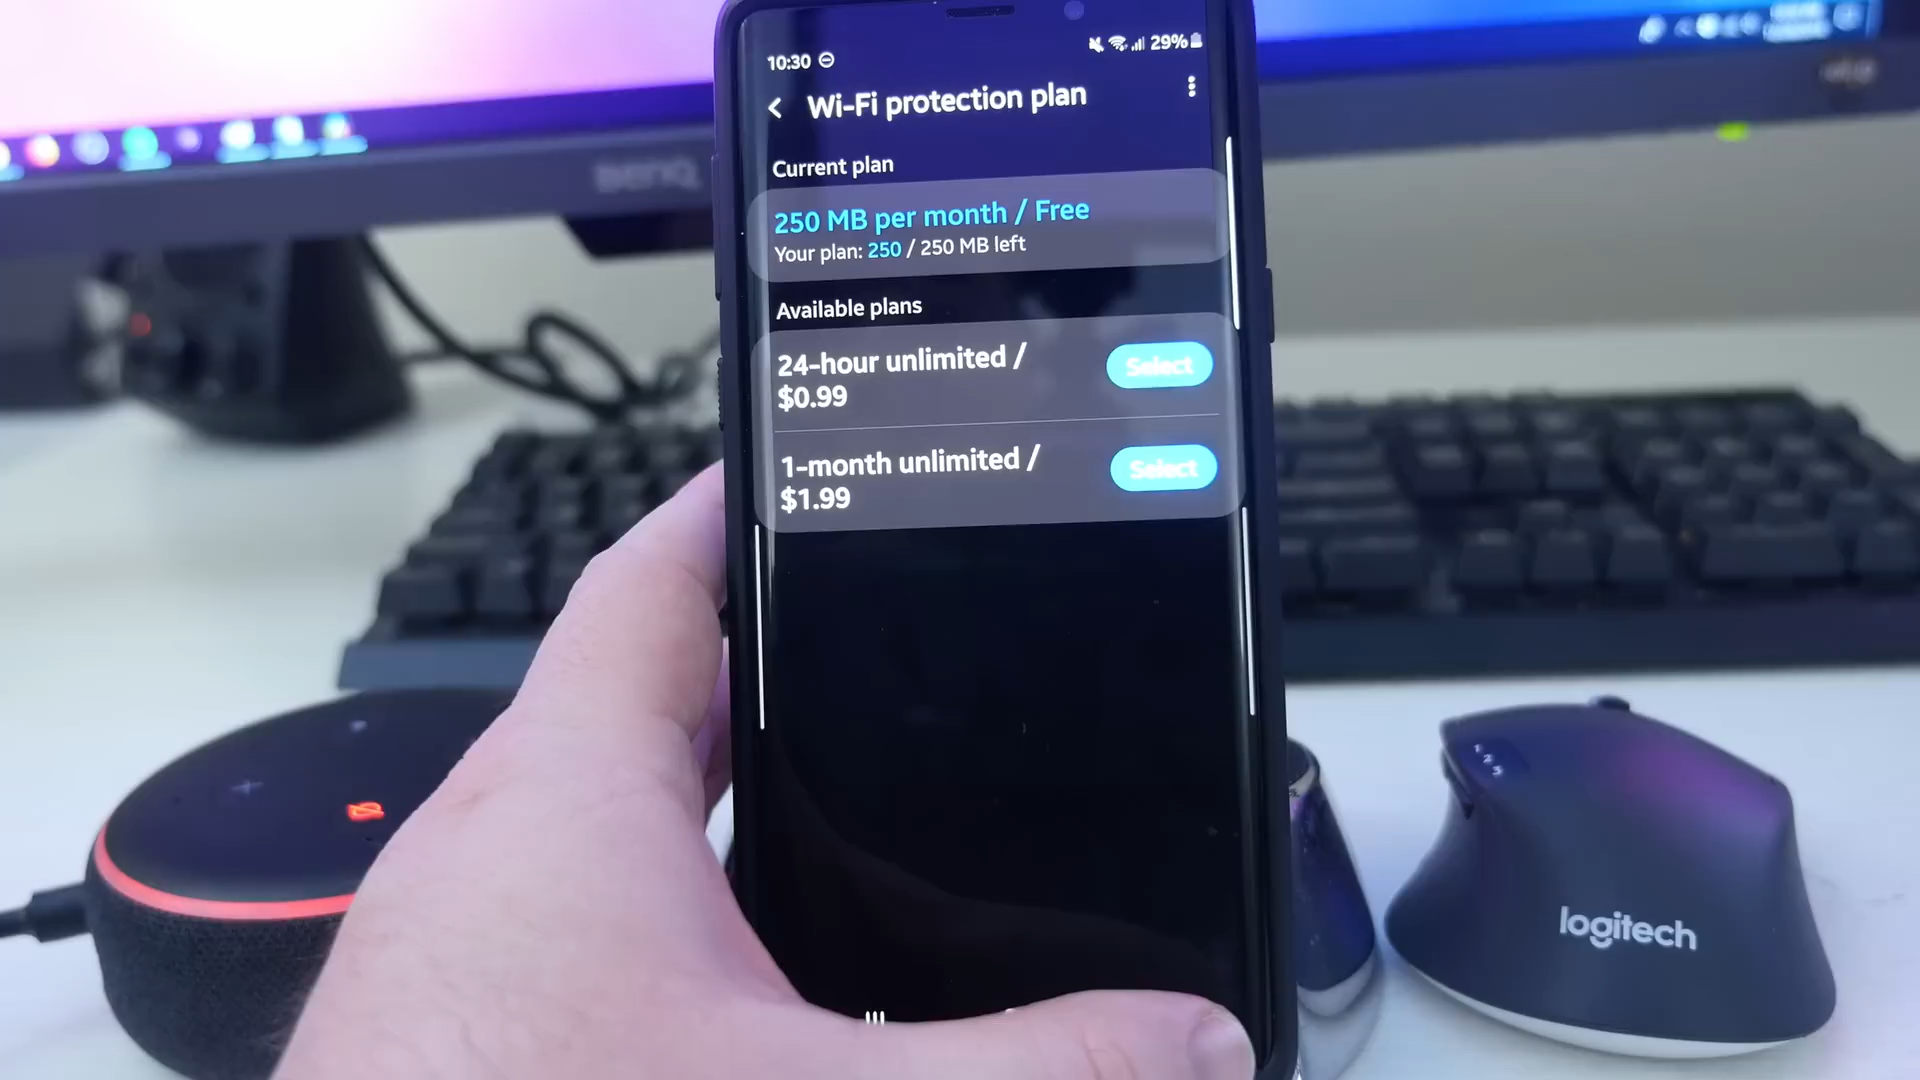 BenQ
10:30
29%
Wi-Fi protection plan
Current plan
250 MB per month / Free
Your plan: 250 / 250 MB left
Available plans
24-hour unlimited /
$0.99
Select
1-month unlimited /
$1.99
Select
logitech